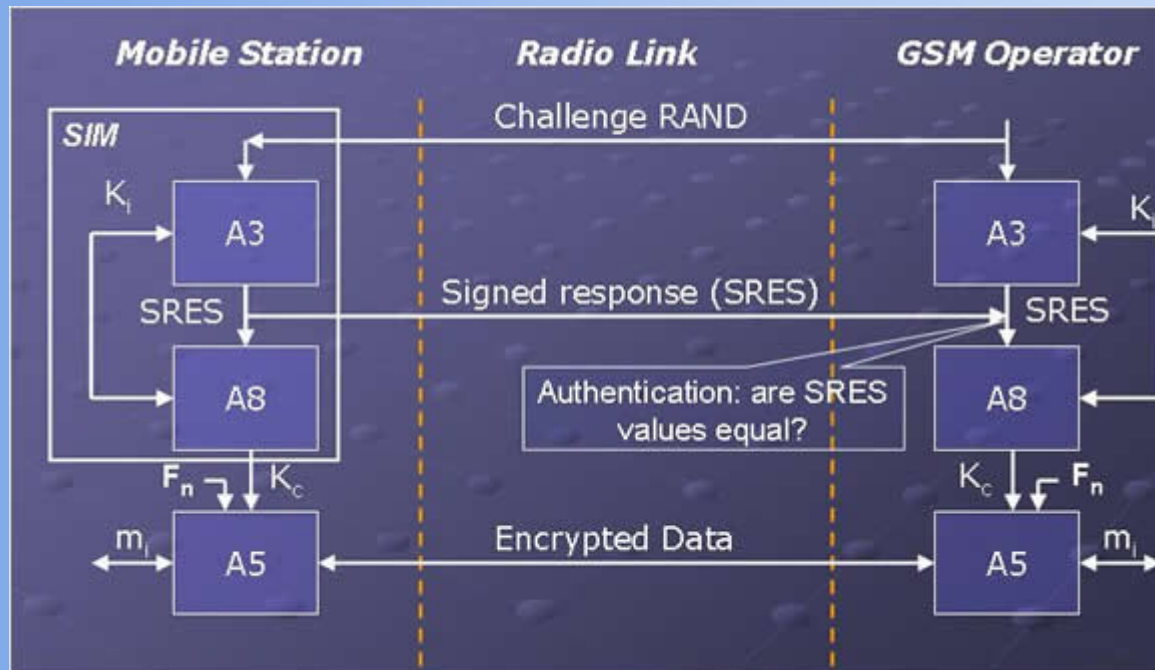 Mobile Station
Radio Link
GSM Operator
SIM
Challenge RAND
Ki
A3
A3
Ki
SRES
Signed response (SRES)
SRES
A8
Authentication: are SRES
values equal?
A8
Fn
Kc
Kc
Fn
mi
A5
Encrypted Data
A5
mi